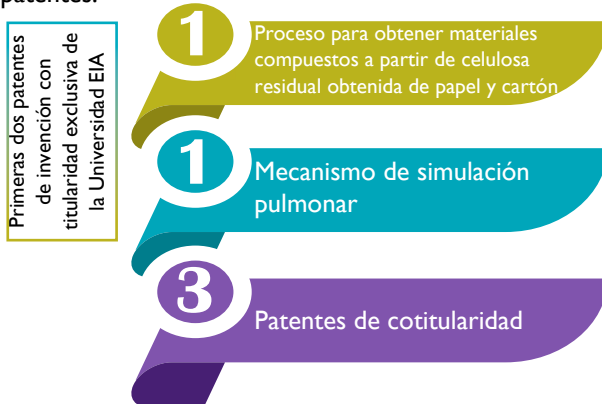 patentes.
Primeras dos patentes
de invención con
titularidad exclusiva de
la Universidad EIA
1
Proceso para obtener materiales
compuestos a partir de celulosa
residual obtenida de papel y cartón
1
Mecanismo de simulación
pulmonar
3
Patentes de cotitularidad